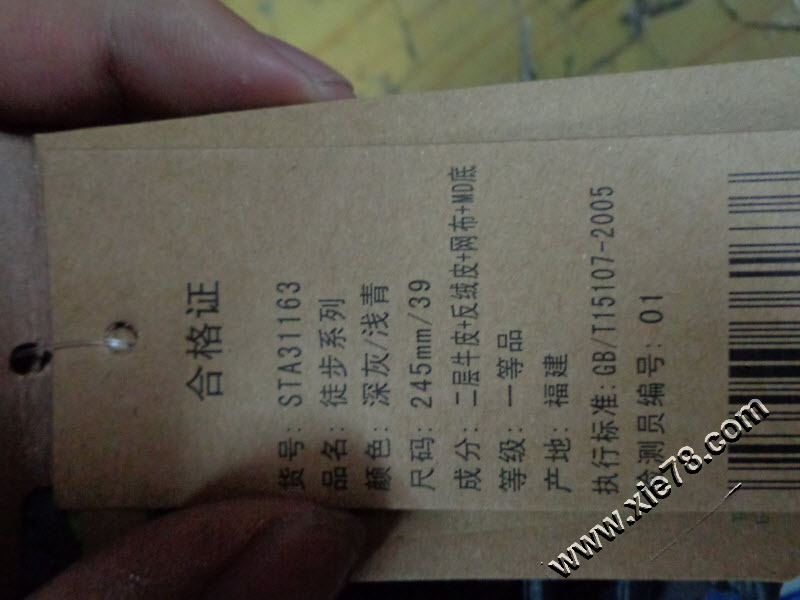 合格证
货号: STA31163
品名: 徒步系列
颜色: 深灰/浅青
尺码: 245mm/39
成分: 二层牛皮+反绒皮+网布+MD底
等级: 一等品
产地: 福建
执行标准: GB/T15107-2005
检测员编号: 01
www.xie78.com